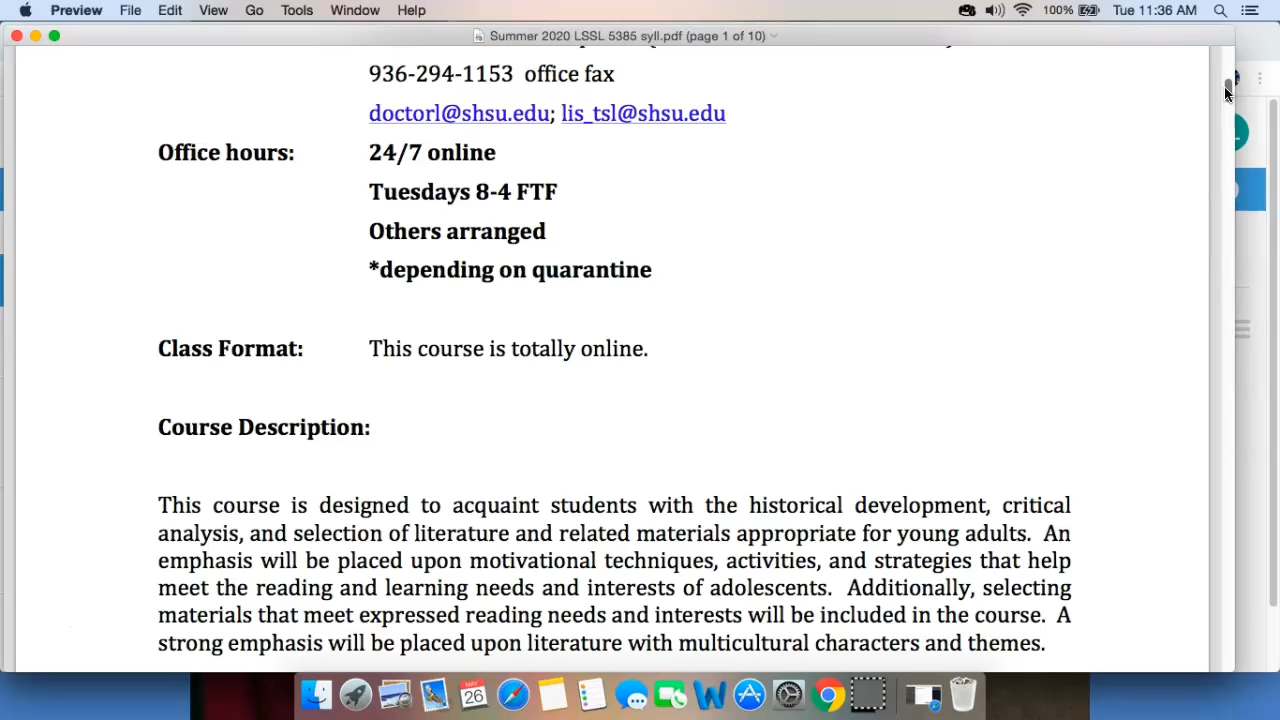 Preview File Edit View Go Tools Window Help 100% Tue 11:36 AM
Summer 2020 LSSL 5385 syll.pdf (page 1 of 10)
936-294-1153 office fax
doctorl@shsu.edu; lis_tsl@shsu.edu
Office hours: 24/7 online
Tuesdays 8-4 FTF
Others arranged
*depending on quarantine
Class Format: This course is totally online.
Course Description:
This course is designed to acquaint students with the historical development, critical
analysis, and selection of literature and related materials appropriate for young adults. An
emphasis will be placed upon motivational techniques, activities, and strategies that help
meet the reading and learning needs and interests of adolescents. Additionally, selecting
materials that meet expressed reading needs and interests will be included in the course. A
strong emphasis will be placed upon literature with multicultural characters and themes.
MAY
26